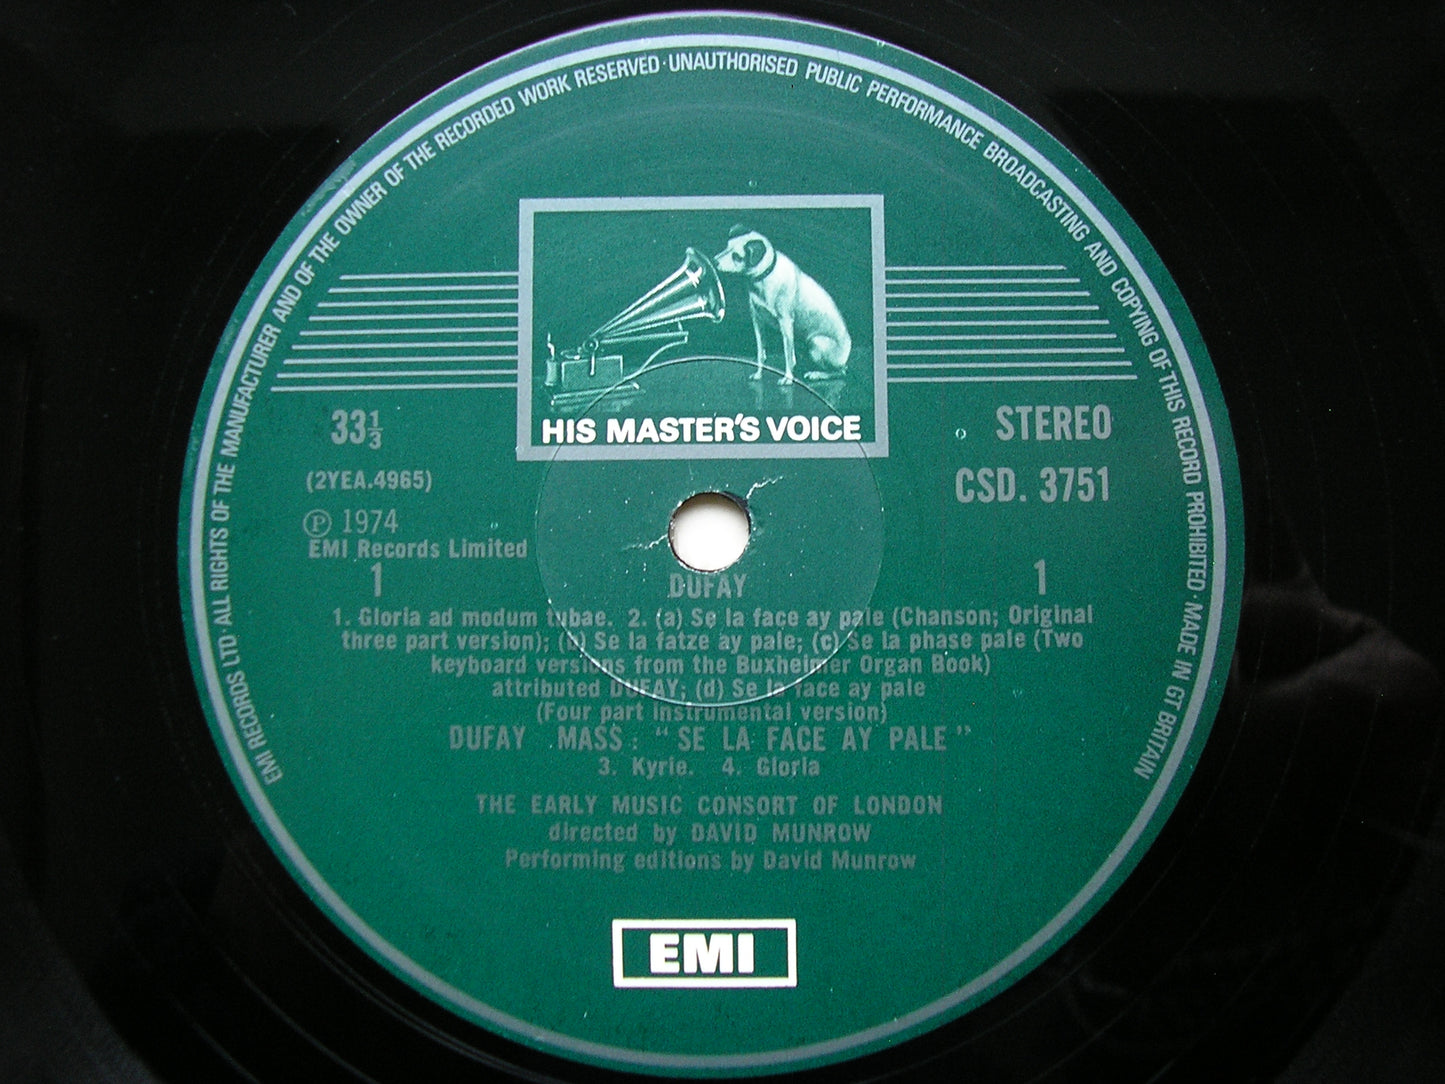 EMI RECORDS LTD · ALL RIGHTS OF THE MANUFACTURER AND OF THE OWNER OF THE RECORDED WORK RESERVED · UNAUTHORISED PUBLIC PERFORMANCE BROADCASTING AND COPYING OF THIS RECORD PROHIBITED · MADE IN GT BRITAIN
HIS MASTER'S VOICE
33⅓
STEREO
(2YEA.4965)
CSD. 3751
Ⓟ 1974
EMI Records Limited
1
DUFAY
1
1. Gloria ad modum tubae. 2. (a) Se la face ay pale (Chanson; Original
three part version); (b) Se la fatze ay pale; (c) Se la phase pale (Two
keyboard versions from the Buxheimer Organ Book)
attributed DUFAY; (d) Se la face ay pale
(Four part instrumental version)
DUFAY MASS: "SE LA FACE AY PALE"
3. Kyrie. 4. Gloria
THE EARLY MUSIC CONSORT OF LONDON
directed by DAVID MUNROW
Performing editions by David Munrow
EMI